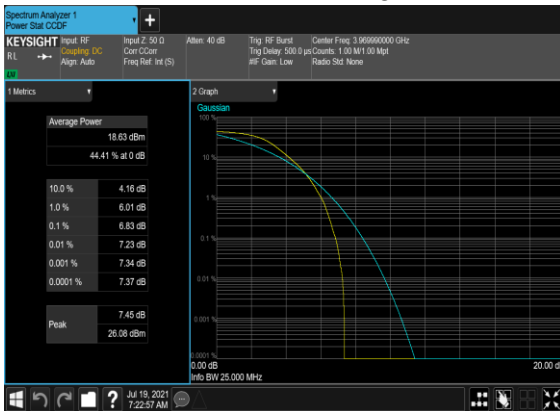 Spectrum Analyzer 1
Power Stat CCDF
+
KEYSIGHT Input: RF Input Z: 50 Ω Atten: 40 dB Trig: RF Burst Center Freq: 3.969990000 GHz
RL Coupling: DC Corr CCorr Trig Delay: 500.0 µs Counts: 1.00 M/1.00 Mpt
Align: Auto Freq Ref: Int (S) #IF Gain: Low Radio Std: None
1 Metrics
2 Graph
Gaussian
Average Power
18.63 dBm
44.41 % at 0 dB
10.0 % 4.16 dB
1.0 % 6.01 dB
0.1 % 6.83 dB
0.01 % 7.23 dB
0.001 % 7.34 dB
0.0001 % 7.37 dB
Peak 7.45 dB
26.08 dBm
100 %
10 %
1 %
0.1 %
0.01 %
0.001 %
0.0001 %
0.00 dB 20.00 d
Info BW 25.000 MHz
? Jul 19, 2021
7:22:57 AM